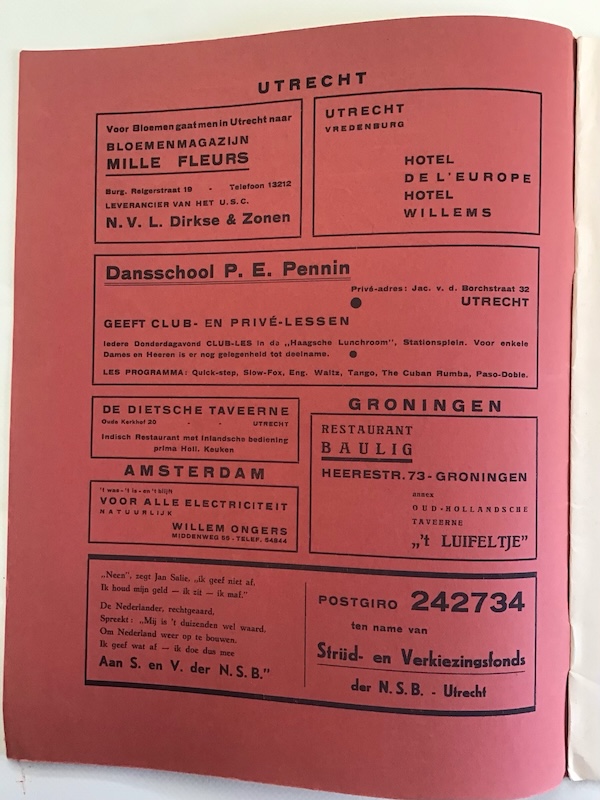 UTRECHT
Voor Bloemen gaat men in Utrecht naar
BLOEMENMAGAZIJN
MILLE FLEURS
Burg. Reigerstraat 19 - Telefoon 13212
LEVERANCIER VAN HET U.S.C.
N.V. L. Dirkse & Zonen
UTRECHT
VREDENBURG
HOTEL
DE L'EUROPE
HOTEL
WILLEMS
Dansschool P. E. Pennin
Privé-adres: Jac. v. d. Borchstraat 32
UTRECHT
GEEFT CLUB- EN PRIVÉ-LESSEN
Iedere Donderdagavond CLUB-LES in de „Haagsche Lunchroom", Stationsplein. Voor enkele
Dames en Heeren is er nog gelegenheid tot deelname.
LES PROGRAMMA: Quick-step, Slow-Fox, Eng. Waltz, Tango, The Cuban Rumba, Paso-Doble.
DE DIETSCHE TAVEERNE
Oude Kerkhof 20 - - UTRECHT
Indisch Restaurant met Inlandsche bediening
prima Holl. Keuken
AMSTERDAM
't was - 't is - en 't blijft
VOOR ALLE ELECTRICITEIT
NATUURLIJK
WILLEM ONGERS
MIDDENWEG 55 - TELEF. 54844
GRONINGEN
RESTAURANT
BAULIG
HEERESTR. 73 - GRONINGEN
annex
OUD-HOLLANDSCHE
TAVEERNE
„'t LUIFELTJE"
„Neen", zegt Jan Salie, „ik geef niet af,
Ik houd mijn geld — ik zit — ik maf."
De Nederlander, rechtgeaard,
Spreekt: „Mij is 't duizenden wel waard,
Om Nederland weer op te bouwen.
Ik geef wat af — ik doe dus mee
Aan S. en V. der N.S.B."
POSTGIRO 242734
ten name van
Strijd- en Verkiezingsfonds
der N.S.B. - Utrecht